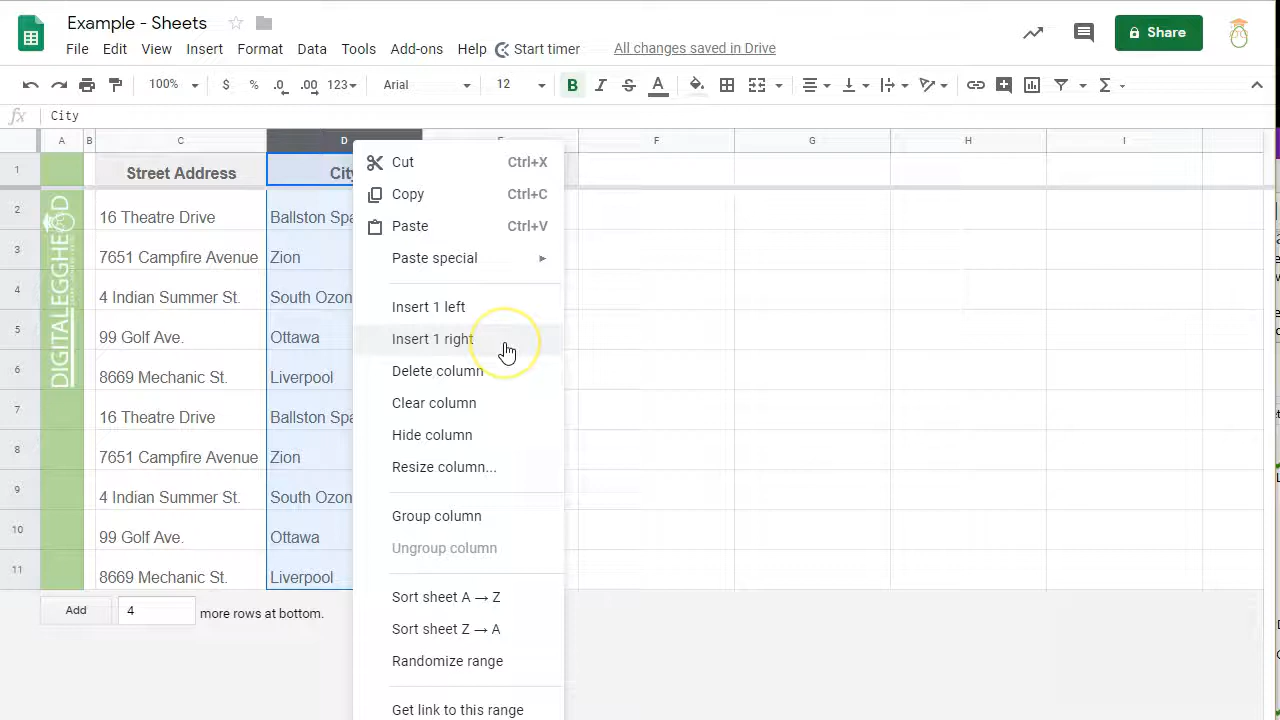 Example - Sheets
File Edit View Insert Format Data Tools Add-ons Help Start timer All changes saved in Drive
Share
100% $ % .0 .00 123 Arial 12 B I S A
fx City
A B C D E F G H I
1 Street Address City
2 16 Theatre Drive Ballston Spa
3 7651 Campfire Avenue Zion
4 4 Indian Summer St. South Ozon
5 99 Golf Ave. Ottawa
6 8669 Mechanic St. Liverpool
7 16 Theatre Drive Ballston Spa
8 7651 Campfire Avenue Zion
9 4 Indian Summer St. South Ozon
10 99 Golf Ave. Ottawa
11 8669 Mechanic St. Liverpool
DIGITALEGGHEAD
Add 4 more rows at bottom.
Cut Ctrl+X
Copy Ctrl+C
Paste Ctrl+V
Paste special
Insert 1 left
Insert 1 right
Delete column
Clear column
Hide column
Resize column...
Group column
Ungroup column
Sort sheet A → Z
Sort sheet Z → A
Randomize range
Get link to this range